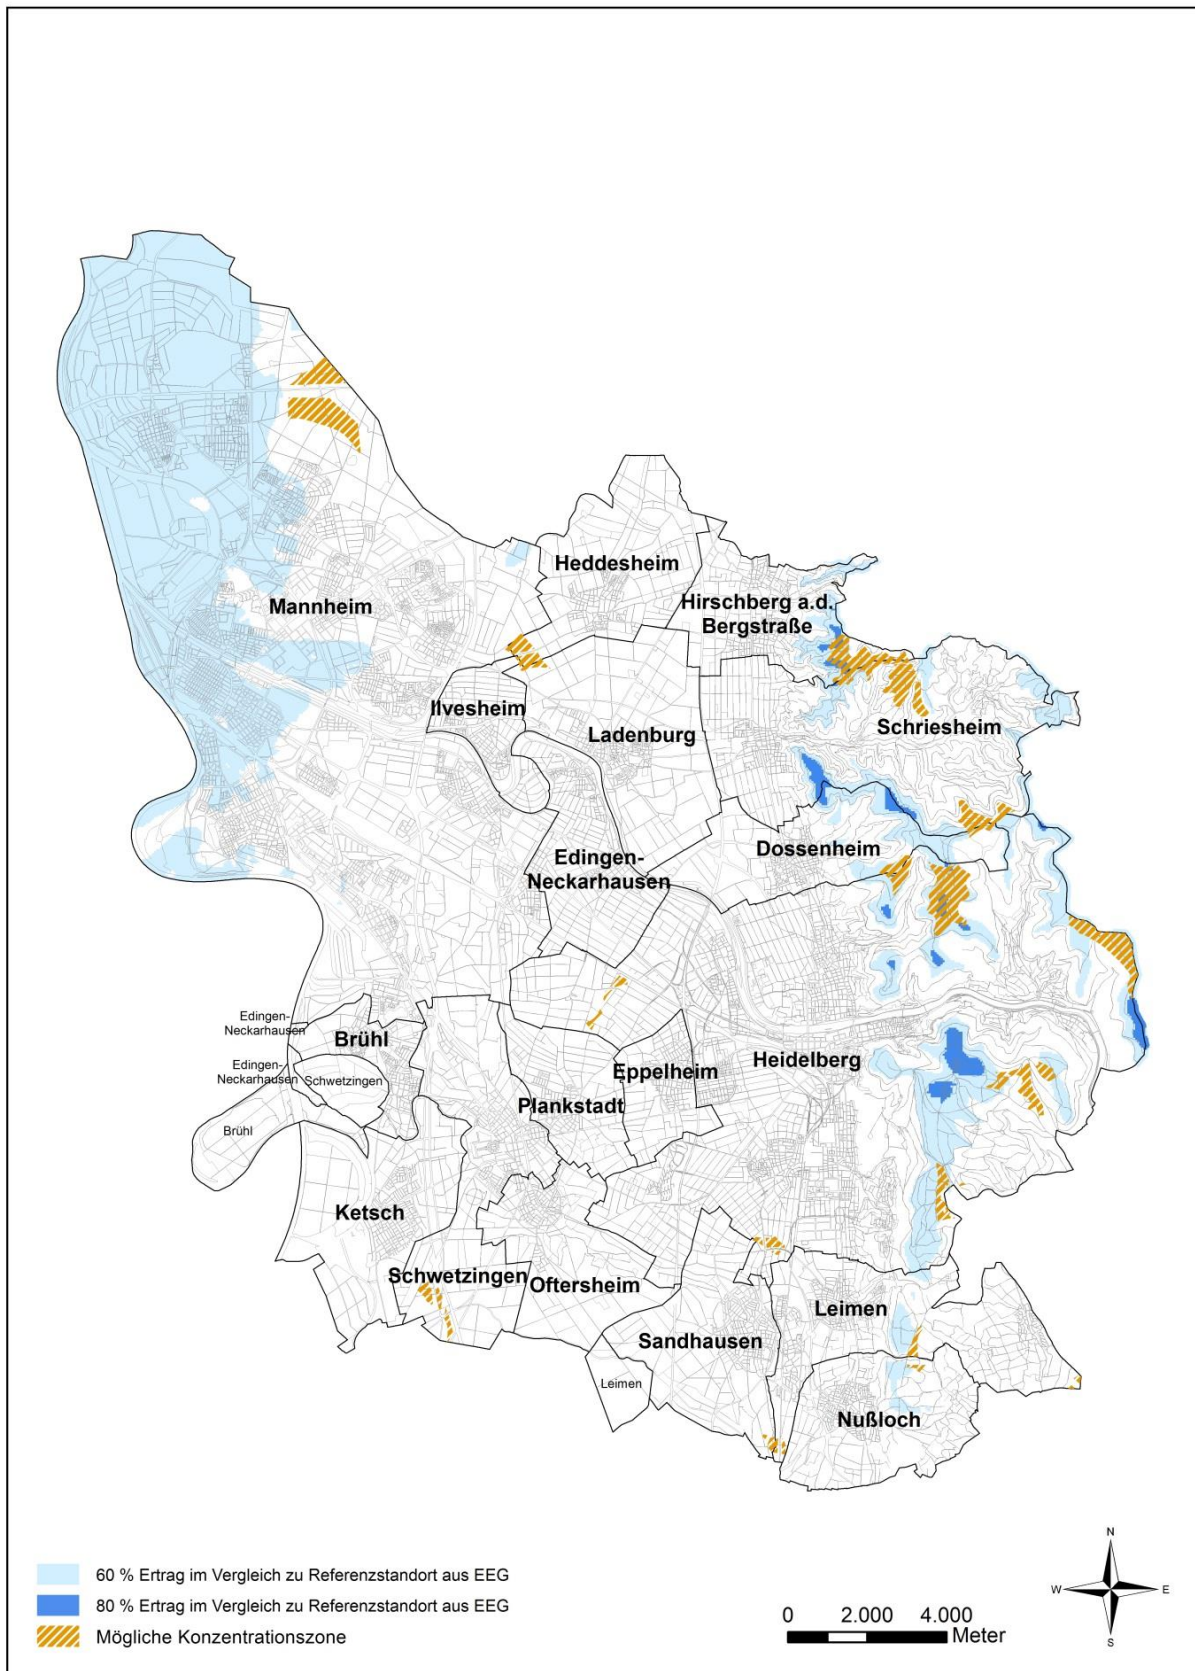 Heddesheim
Mannheim
Hirschberg a.d.
Bergstraße
Ilvesheim
Ladenburg
Schriesheim
Dossenheim
Edingen-
Neckarhausen
Edingen-
Neckarhausen
Brühl
Edingen-
Neckarhausen
Schwetzingen
Eppelheim
Heidelberg
Plankstadt
Brühl
Ketsch
Schwetzingen
Oftersheim
Leimen
Sandhausen
Leimen
Nußloch
60 % Ertrag im Vergleich zu Referenzstandort aus EEG
80 % Ertrag im Vergleich zu Referenzstandort aus EEG
Mögliche Konzentrationszone
0 2.000 4.000
Meter
N
W E
S